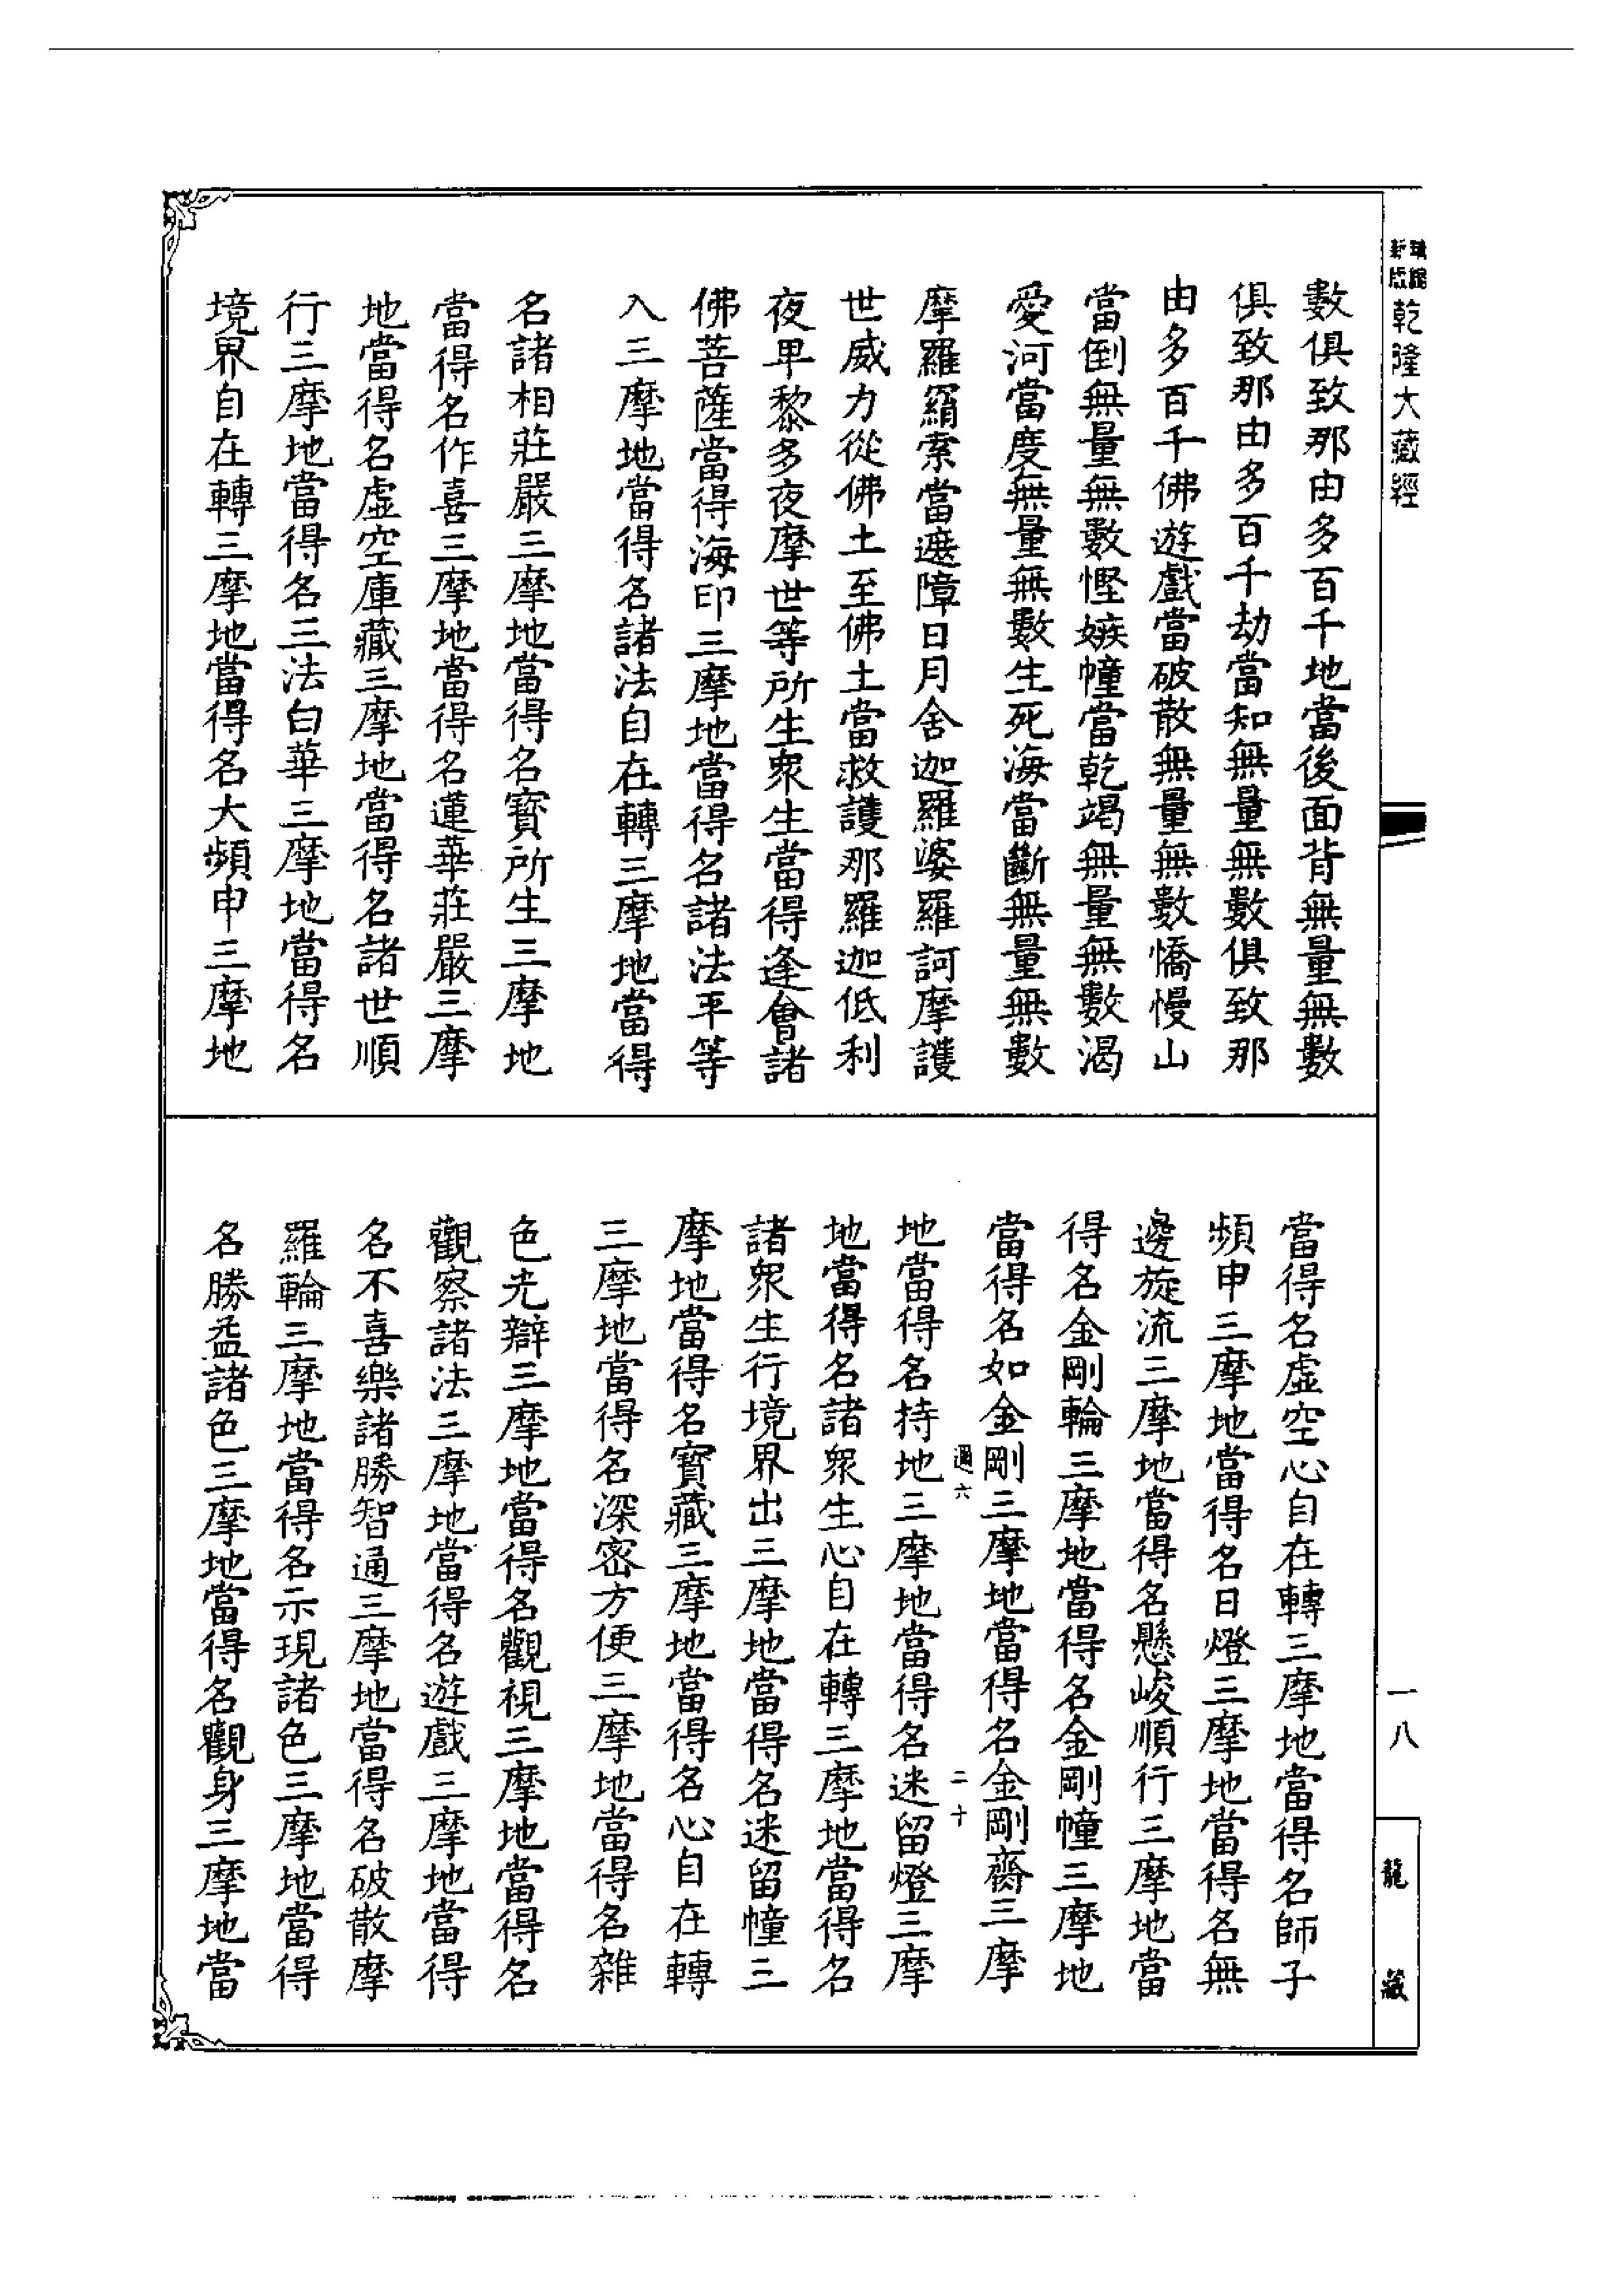 新版
乾隆大藏經
數俱致那由多百千地當後面背無量無數
俱致那由多百千劫當知無量無數俱致那
由多百千佛遊戲當破散無量無數憍慢山
當倒無量無數慳嫉幢當乾竭無量無數渴
愛河當度無量無數生死海當斷無量無數
摩羅羂索當遮障日月舍迦羅婆羅訶摩護
世威力從佛土至佛土當救護那羅迦低利
夜畢黎多夜摩世等所生衆生當得逢會諸
佛菩薩當得海印三摩地當得名諸法平等
入三摩地當得名諸法自在轉三摩地當得
名諸相莊嚴三摩地當得名寶所生三摩地
當得名作喜三摩地當得名蓮華莊嚴三摩
地當得名虛空庫藏三摩地當得名諸世順
行三摩地當得名三法白華三摩地當得名
境界自在轉三摩地當得名大頻申三摩地
當得名虛空心自在轉三摩地當得名師子
頻申三摩地當得名日燈三摩地當得名無
邊旋流三摩地當得名懸峻順行三摩地當
得名金剛輪三摩地當得名金剛幢三摩地
當得名如金剛三摩地當得名金剛齋三摩
地當得名持地三摩地當得名迷留燈三摩
地當得名諸衆生心自在轉三摩地當得名
諸衆生行境界出三摩地當得名迷留幢三
摩地當得名寶藏三摩地當得名心自在轉
三摩地當得名深密方便三摩地當得名雜
色光辯三摩地當得名觀視三摩地當得名
觀察諸法三摩地當得名遊戲三摩地當得
名不喜樂諸勝智通三摩地當得名破散摩
羅輪三摩地當得名示現諸色三摩地當得
名勝益諸色三摩地當得名觀身三摩地當
六
二十
一八
龍藏